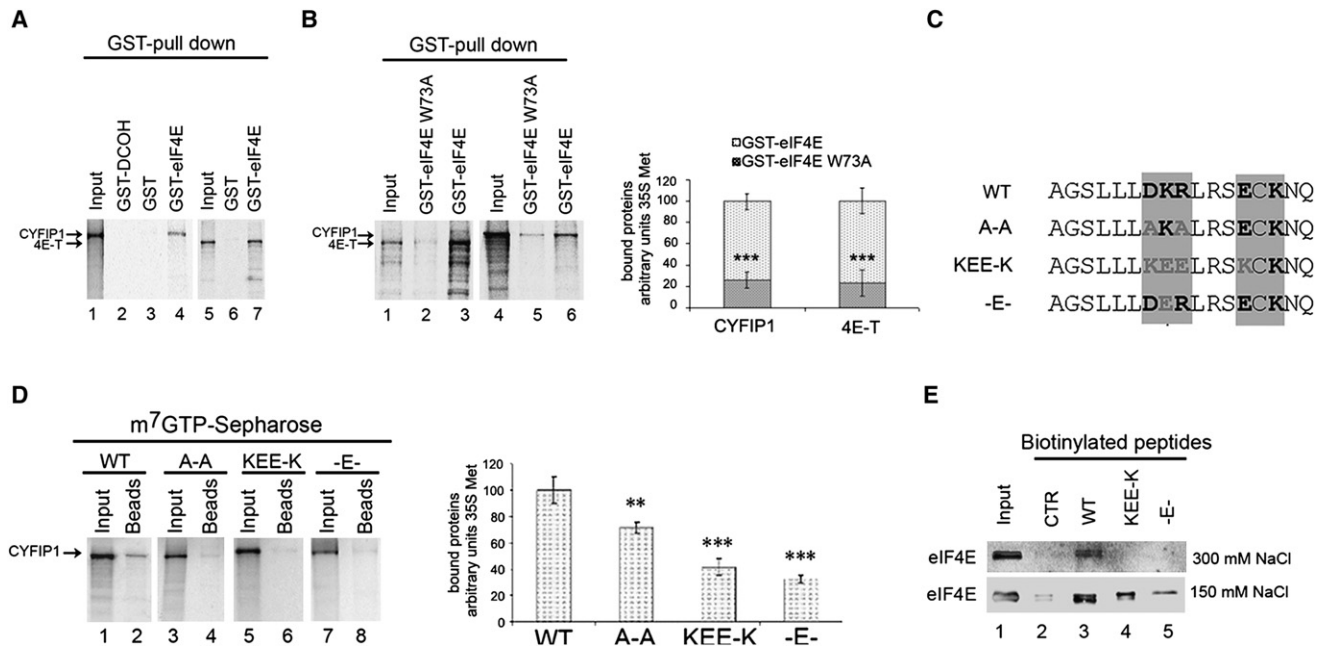 A
GST-pull down
Input
GST-DCOH
GST
GST-eIF4E
Input
GST
GST-eIF4E
CYFIP1
4E-T
1 2 3 4 5 6 7
B
GST-pull down
Input
GST-eIF4E W73A
GST-eIF4E
Input
GST-eIF4E W73A
GST-eIF4E
CYFIP1
4E-T
1 2 3 4 5 6
GST-eIF4E
GST-eIF4E W73A
bound proteins
arbitrary units 35S Met
120
100
80
60
40
20
0
*** ***
CYFIP1 4E-T
C
WT AGSLLLDKRLRSECKNQ
A-A AGSLLLAKALRSECKNQ
KEE-K AGSLLLKEELRSKCKNQ
-E- AGSLLLDERLRSECKNQ
D
m7GTP-Sepharose
WT A-A KEE-K -E-
Input Beads Input Beads Input Beads Input Beads
CYFIP1
1 2 3 4 5 6 7 8
bound proteins
arbitrary units 35S Met
120
100
80
60
40
20
0
** *** ***
WT A-A KEE-K -E-
E
Biotinylated peptides
Input
CTR
WT
KEE-K
-E-
eIF4E 300 mM NaCl
eIF4E 150 mM NaCl
1 2 3 4 5